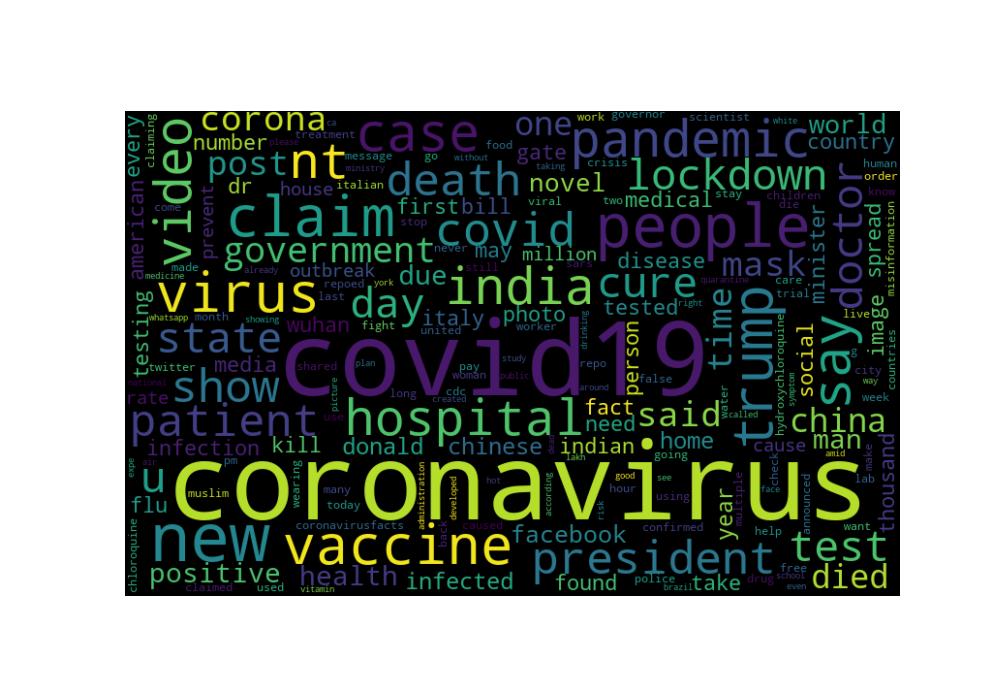 corona
case
one
work
governor
scientist
white
pandemic
world
country
every
claiming
video
number
treatment
ca
please
nt
message
go
without
food
gate
taking
crisis
human
order
post
dr
house
italian
death
novel
viral
lockdown
two
medical
stay
children
die
know
american
come
prevent
claim
first
bill
stop
covid
people
doctor
minister
spread
misinformation
government
never
may
million
disease
mask
made
medicine
already
outbreak
still
sars
quarantine
care
trial
virus
reposed
last
york
due
india
cure
tested
right
time
trump
image
live
testing
whatsapp
month
showing
wuhan
fight
day
italy
united
photo
worker
drinking
person
social
say
g
state
covid19
city
way
countries
twitter
media
shared
plan
pay
woman
study
public
repo
false
around
water
hydroxychloroquine
symptom
week
national
rate
show
picture
long
cdc
created
use
patient
hospital
fact
need
said
called
china
man
infection
kill
donald
chinese
dead
indian
home
going
cause
amid
make
thousand
expe
air
pm
u
muslim
coronavirus
lakh
many
wearing
administration
developed
hot
according
good
hour
see
risk
using
year
multiple
check
face
announced
lab
flu
coronavirusfacts
today
back
caused
facebook
confirmed
help
want
chloroquine
new
vaccine
president
test
positive
claimed
used
health
vitamin
infected
found
police
brazil
take
drug
free
school
even
died